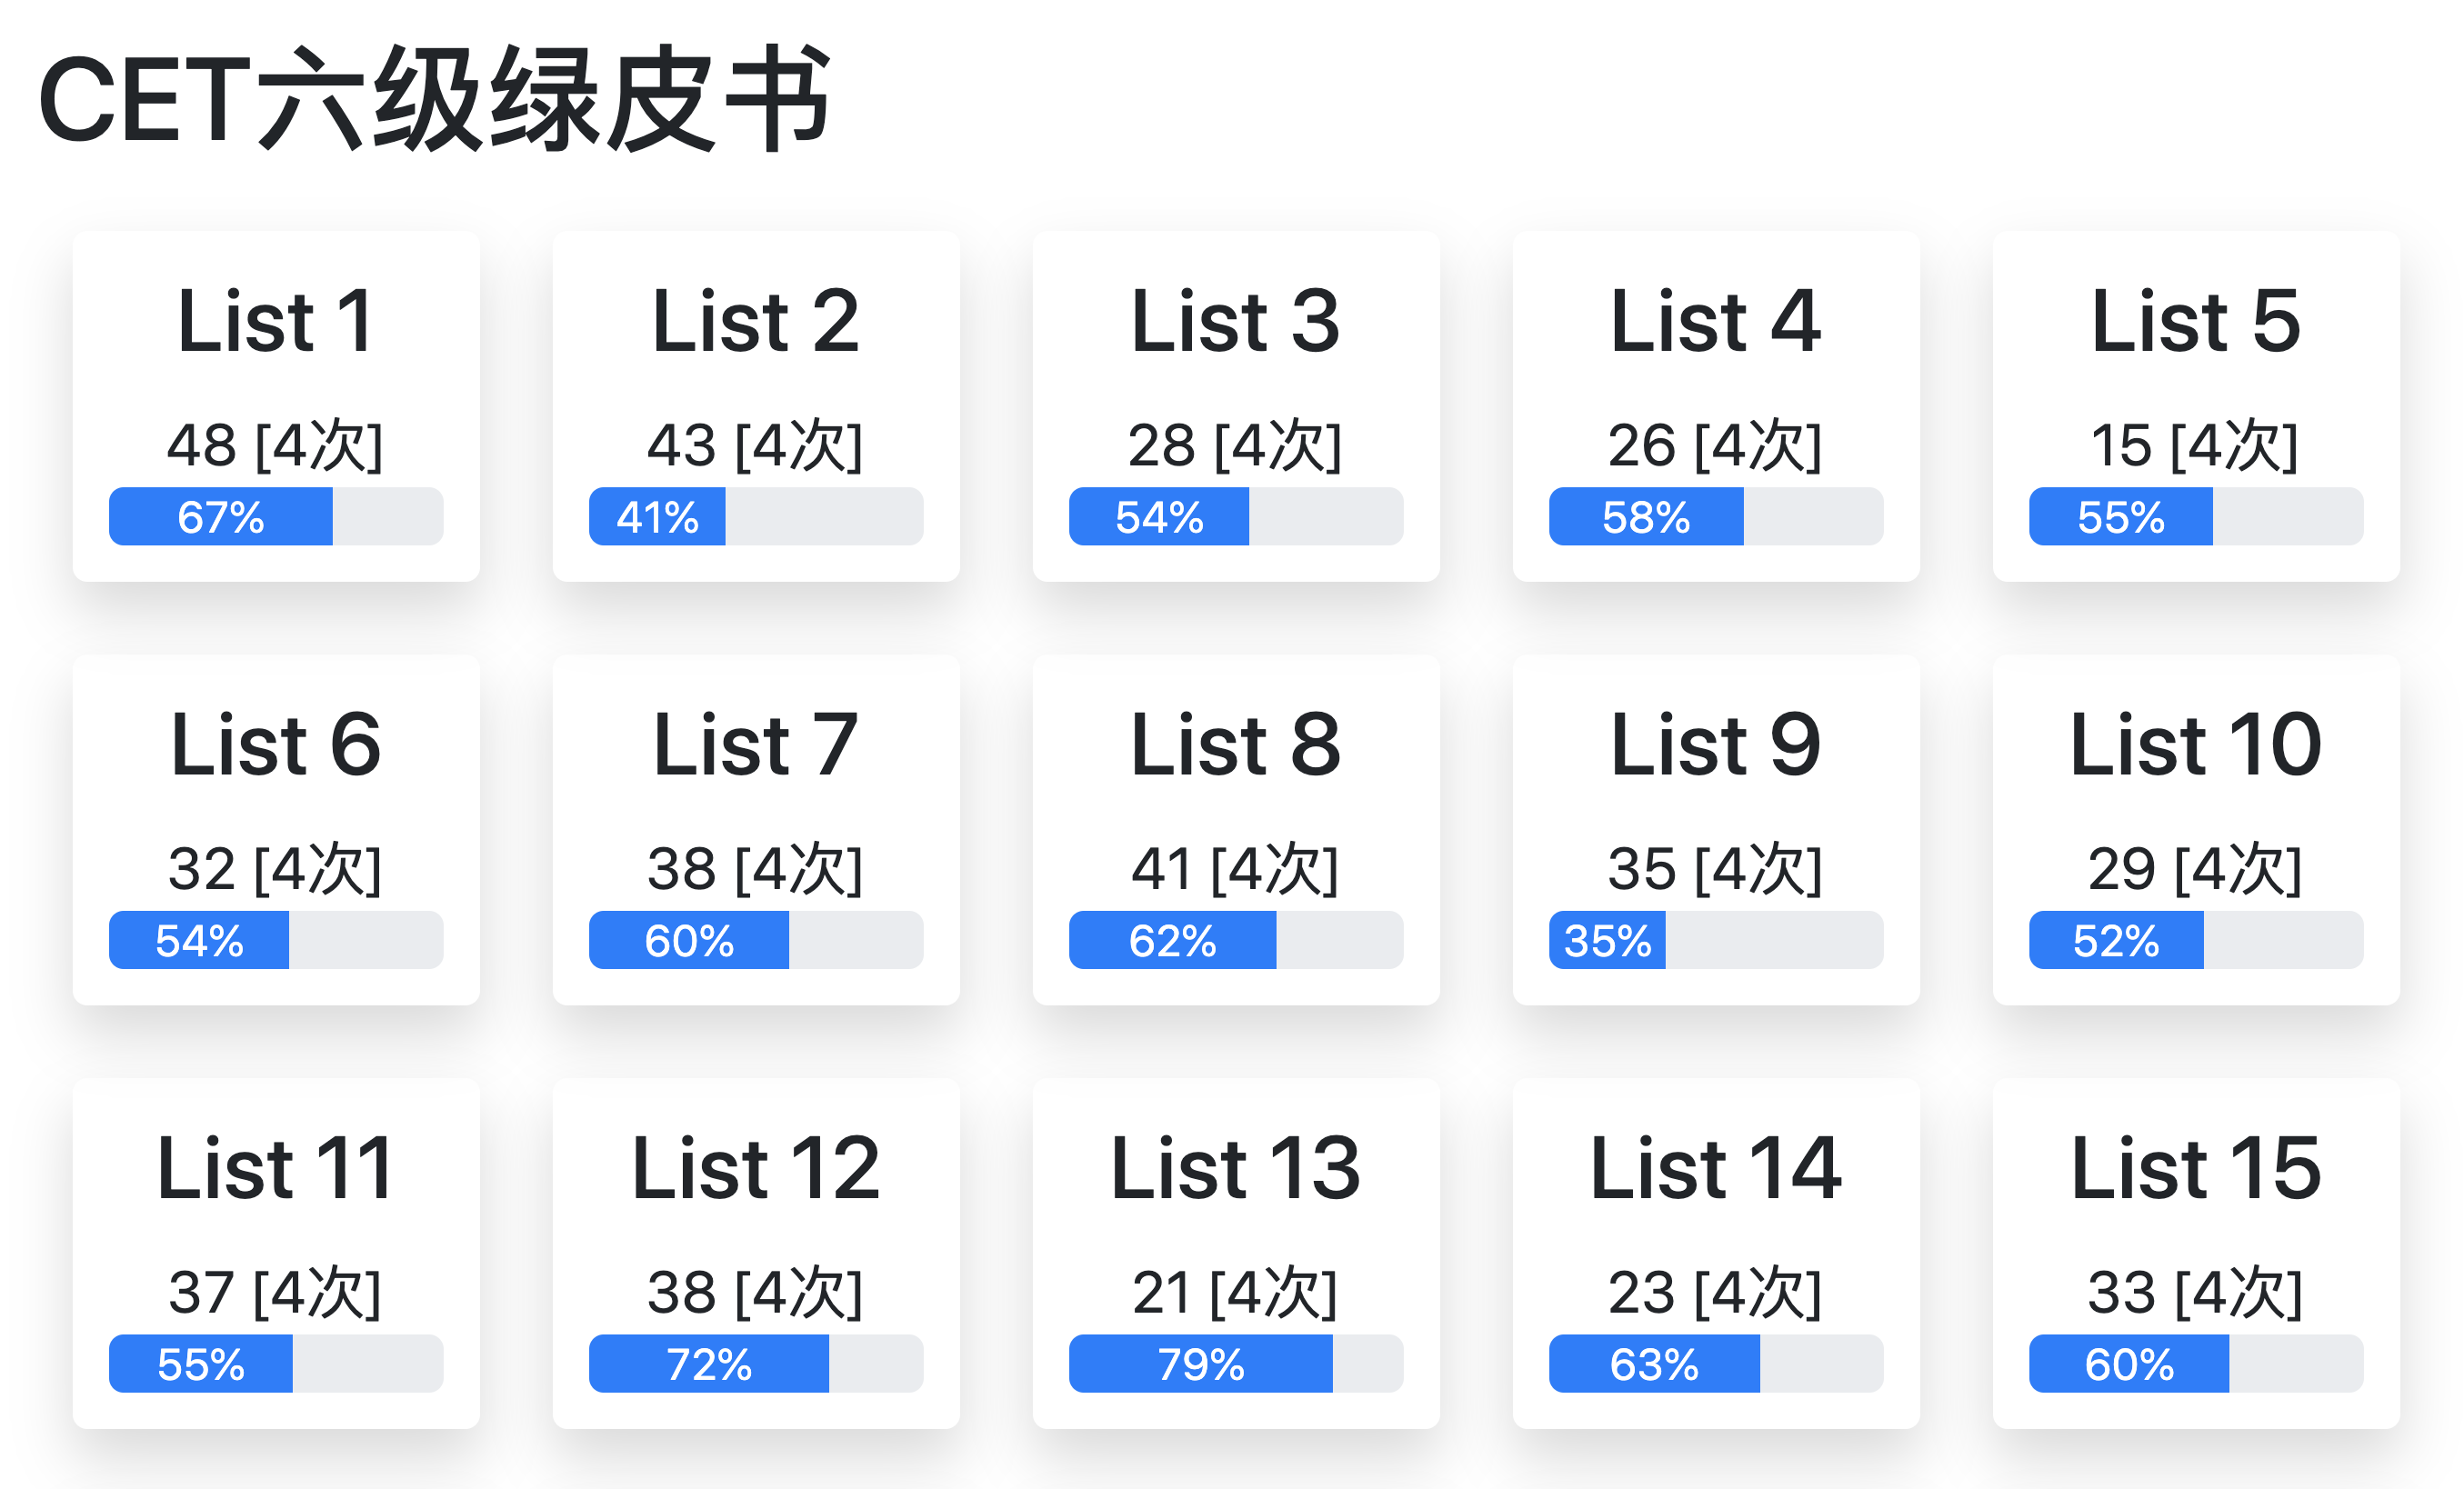 CET六级绿皮书
List 1
48 [4次]
67%
List 2
43 [4次]
41%
List 3
28 [4次]
54%
List 4
26 [4次]
58%
List 5
15 [4次]
55%
List 6
32 [4次]
54%
List 7
38 [4次]
60%
List 8
41 [4次]
62%
List 9
35 [4次]
35%
List 10
29 [4次]
52%
List 11
37 [4次]
55%
List 12
38 [4次]
72%
List 13
21 [4次]
79%
List 14
23 [4次]
63%
List 15
33 [4次]
60%